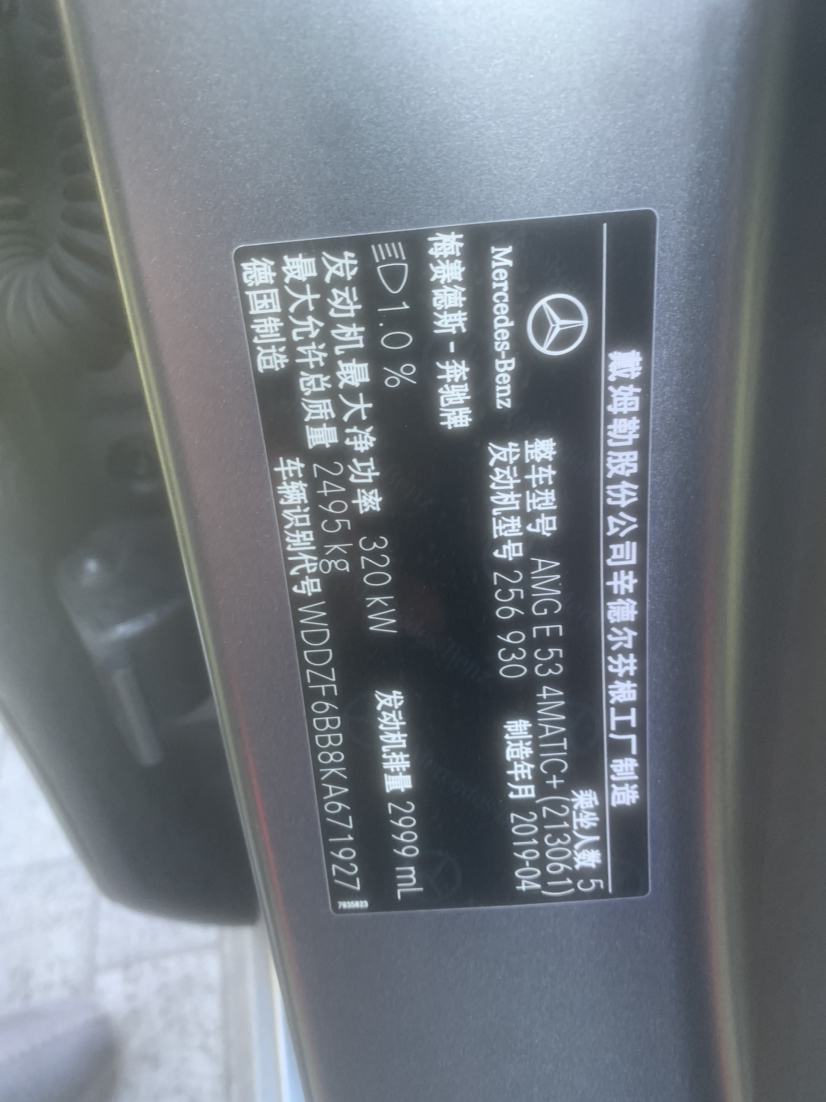 戴姆勒股份公司辛德尔芬根工厂制造
乘坐人数 5
整车型号 AMG E 53 4MATIC+ (213061)
Mercedes-Benz 发动机型号 256 930 制造年月 2019-04
梅赛德斯-奔驰牌
1.0 % 发动机排量 2999 mL
发动机最大净功率 320 kW
最大允许总质量 2495 kg
德国制造 车辆识别代号 WDDZF6BB8KA671927
7835823